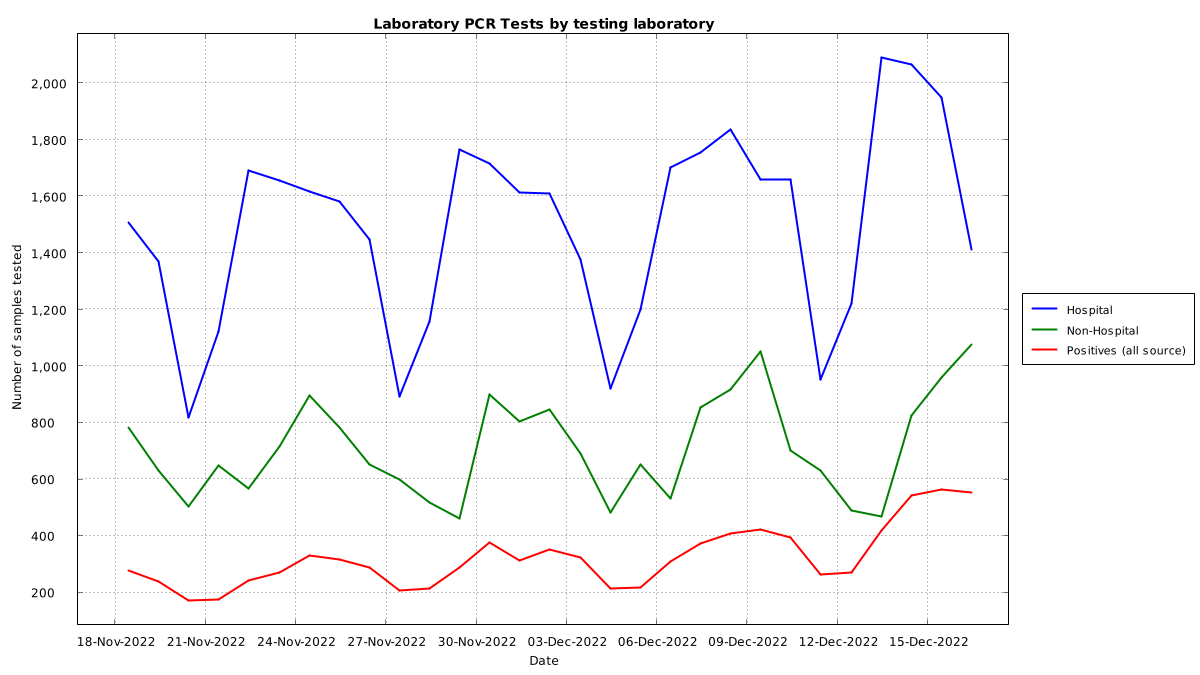 Laboratory PCR Tests by testing laboratory
Number of samples tested
2,000
1,800
1,600
1,400
1,200
1,000
800
600
400
200
18-Nov-2022 21-Nov-2022 24-Nov-2022 27-Nov-2022 30-Nov-2022 03-Dec-2022 06-Dec-2022 09-Dec-2022 12-Dec-2022 15-Dec-2022
Date
Hospital
Non-Hospital
Positives (all source)